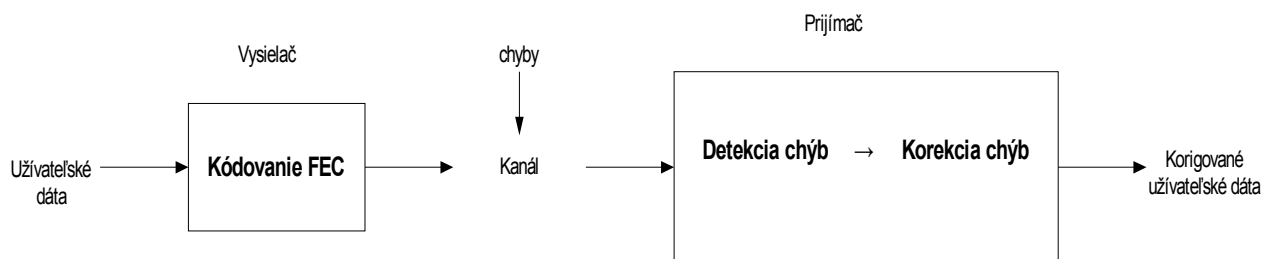 Prijímač
Vysielač
chyby
Užívateľské
dáta
Kódovanie FEC
Kanál
Detekcia chýb → Korekcia chýb
Korigované
užívateľské dáta